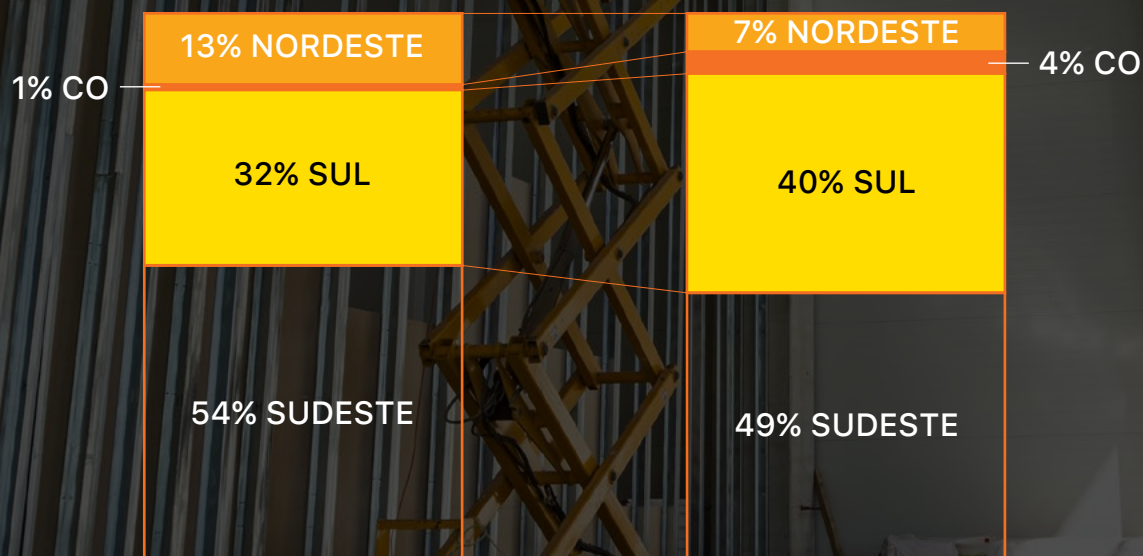 13% NORDESTE
1% CO
32% SUL
54% SUDESTE
7% NORDESTE
4% CO
40% SUL
49% SUDESTE